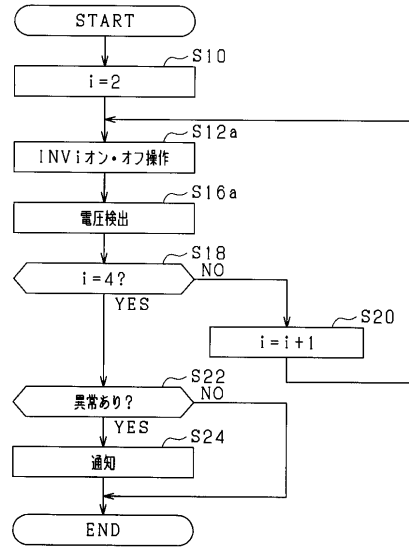 START
S10
i=2
S12a
INViオン・オフ操作
S16a
電圧検出
S18
i=4?
NO
YES
S20
i=i+1
S22
異常あり?
NO
YES
S24
通知
END